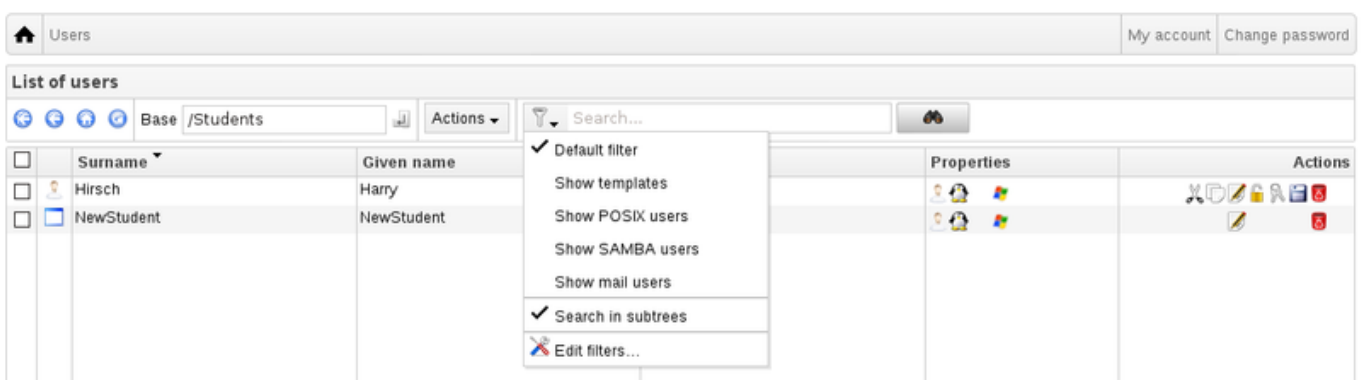 Users My account Change password
List of users
Base /Students Actions Search...
Surname Given name Properties Actions
Hirsch Harry
NewStudent NewStudent
Default filter
Show templates
Show POSIX users
Show SAMBA users
Show mail users
Search in subtrees
Edit filters...